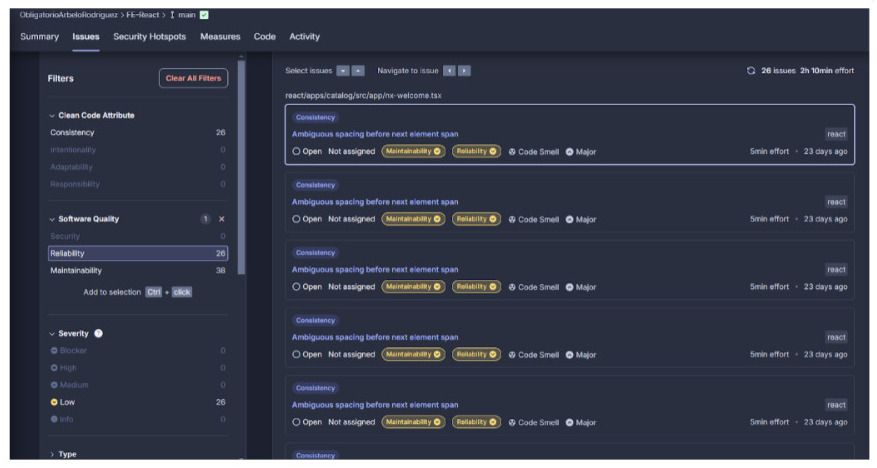 ObligatorioArbeloRodriguez > FE-React > main
Summary Issues Security Hotspots Measures Code Activity
Filters
Clear All Filters
Clean Code Attribute
Consistency 26
Intentionality 0
Adaptability 0
Responsibility 0
Software Quality 1 ×
Security 0
Reliability 26
Maintainability 38
Add to selection Ctrl + click
Severity ?
Blocker 0
High 0
Medium 0
Low 26
Info 0
Type
Select issues Navigate to issue 26 issues 2h 10min effort
react/apps/catalog/src/app/nx-welcome.tsx
Consistency
Ambiguous spacing before next element span react
Open Not assigned Maintainability Reliability Code Smell Major 5min effort • 23 days ago
Consistency
Ambiguous spacing before next element span react
Open Not assigned Maintainability Reliability Code Smell Major 5min effort • 23 days ago
Consistency
Ambiguous spacing before next element span react
Open Not assigned Maintainability Reliability Code Smell Major 5min effort • 23 days ago
Consistency
Ambiguous spacing before next element span react
Open Not assigned Maintainability Reliability Code Smell Major 5min effort • 23 days ago
Consistency
Ambiguous spacing before next element span react
Open Not assigned Maintainability Reliability Code Smell Major 5min effort • 23 days ago
Consistency